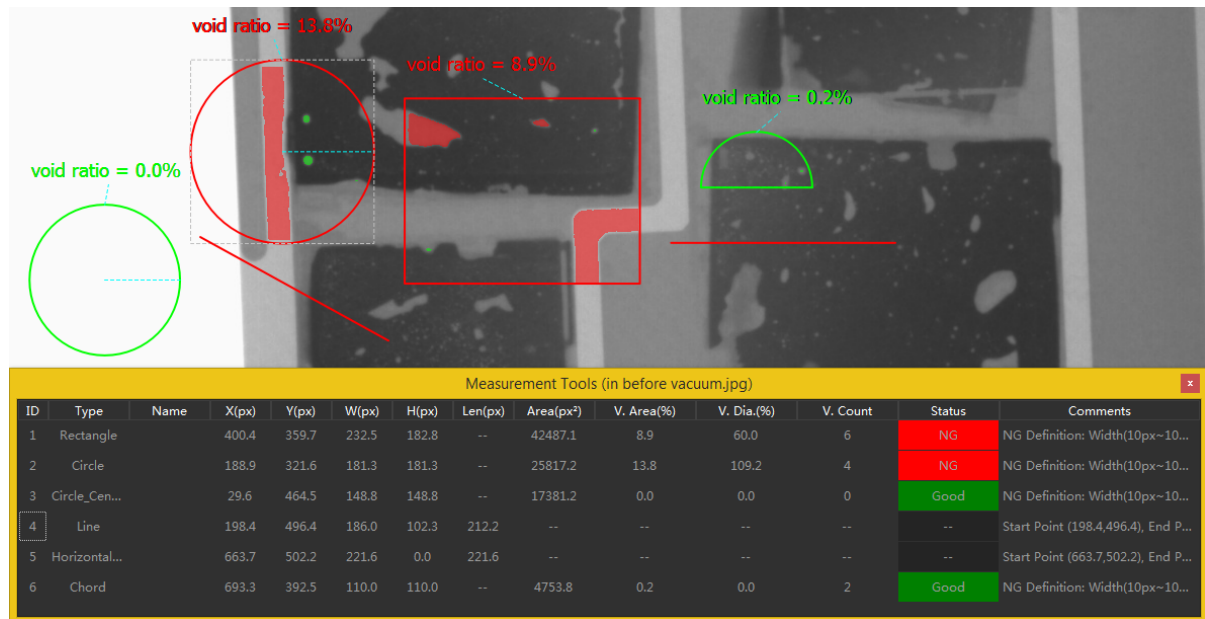 void ratio = 13.8%
void ratio = 8.9%
void ratio = 0.2%
void ratio = 0.0%
Measurement Tools (in before vacuum.jpg)
x
ID Type Name X(px) Y(px) W(px) H(px) Len(px) Area(px²) V. Area(%) V. Dia.(%) V. Count Status Comments
1 Rectangle 400.4 359.7 232.5 182.8 -- 42487.1 8.9 60.0 6 NG NG Definition: Width(10px~10...
2 Circle 188.9 321.6 181.3 181.3 -- 25817.2 13.8 109.2 4 NG NG Definition: Width(10px~10...
3 Circle_Cen... 29.6 464.5 148.8 148.8 -- 17381.2 0.0 0.0 0 Good NG Definition: Width(10px~10...
4 Line 198.4 496.4 186.0 102.3 212.2 -- -- -- -- -- Start Point (198.4,496.4), End P...
5 Horizontal... 663.7 502.2 221.6 0.0 221.6 -- -- -- -- -- Start Point (663.7,502.2), End P...
6 Chord 693.3 392.5 110.0 110.0 -- 4753.8 0.2 0.0 2 Good NG Definition: Width(10px~10...